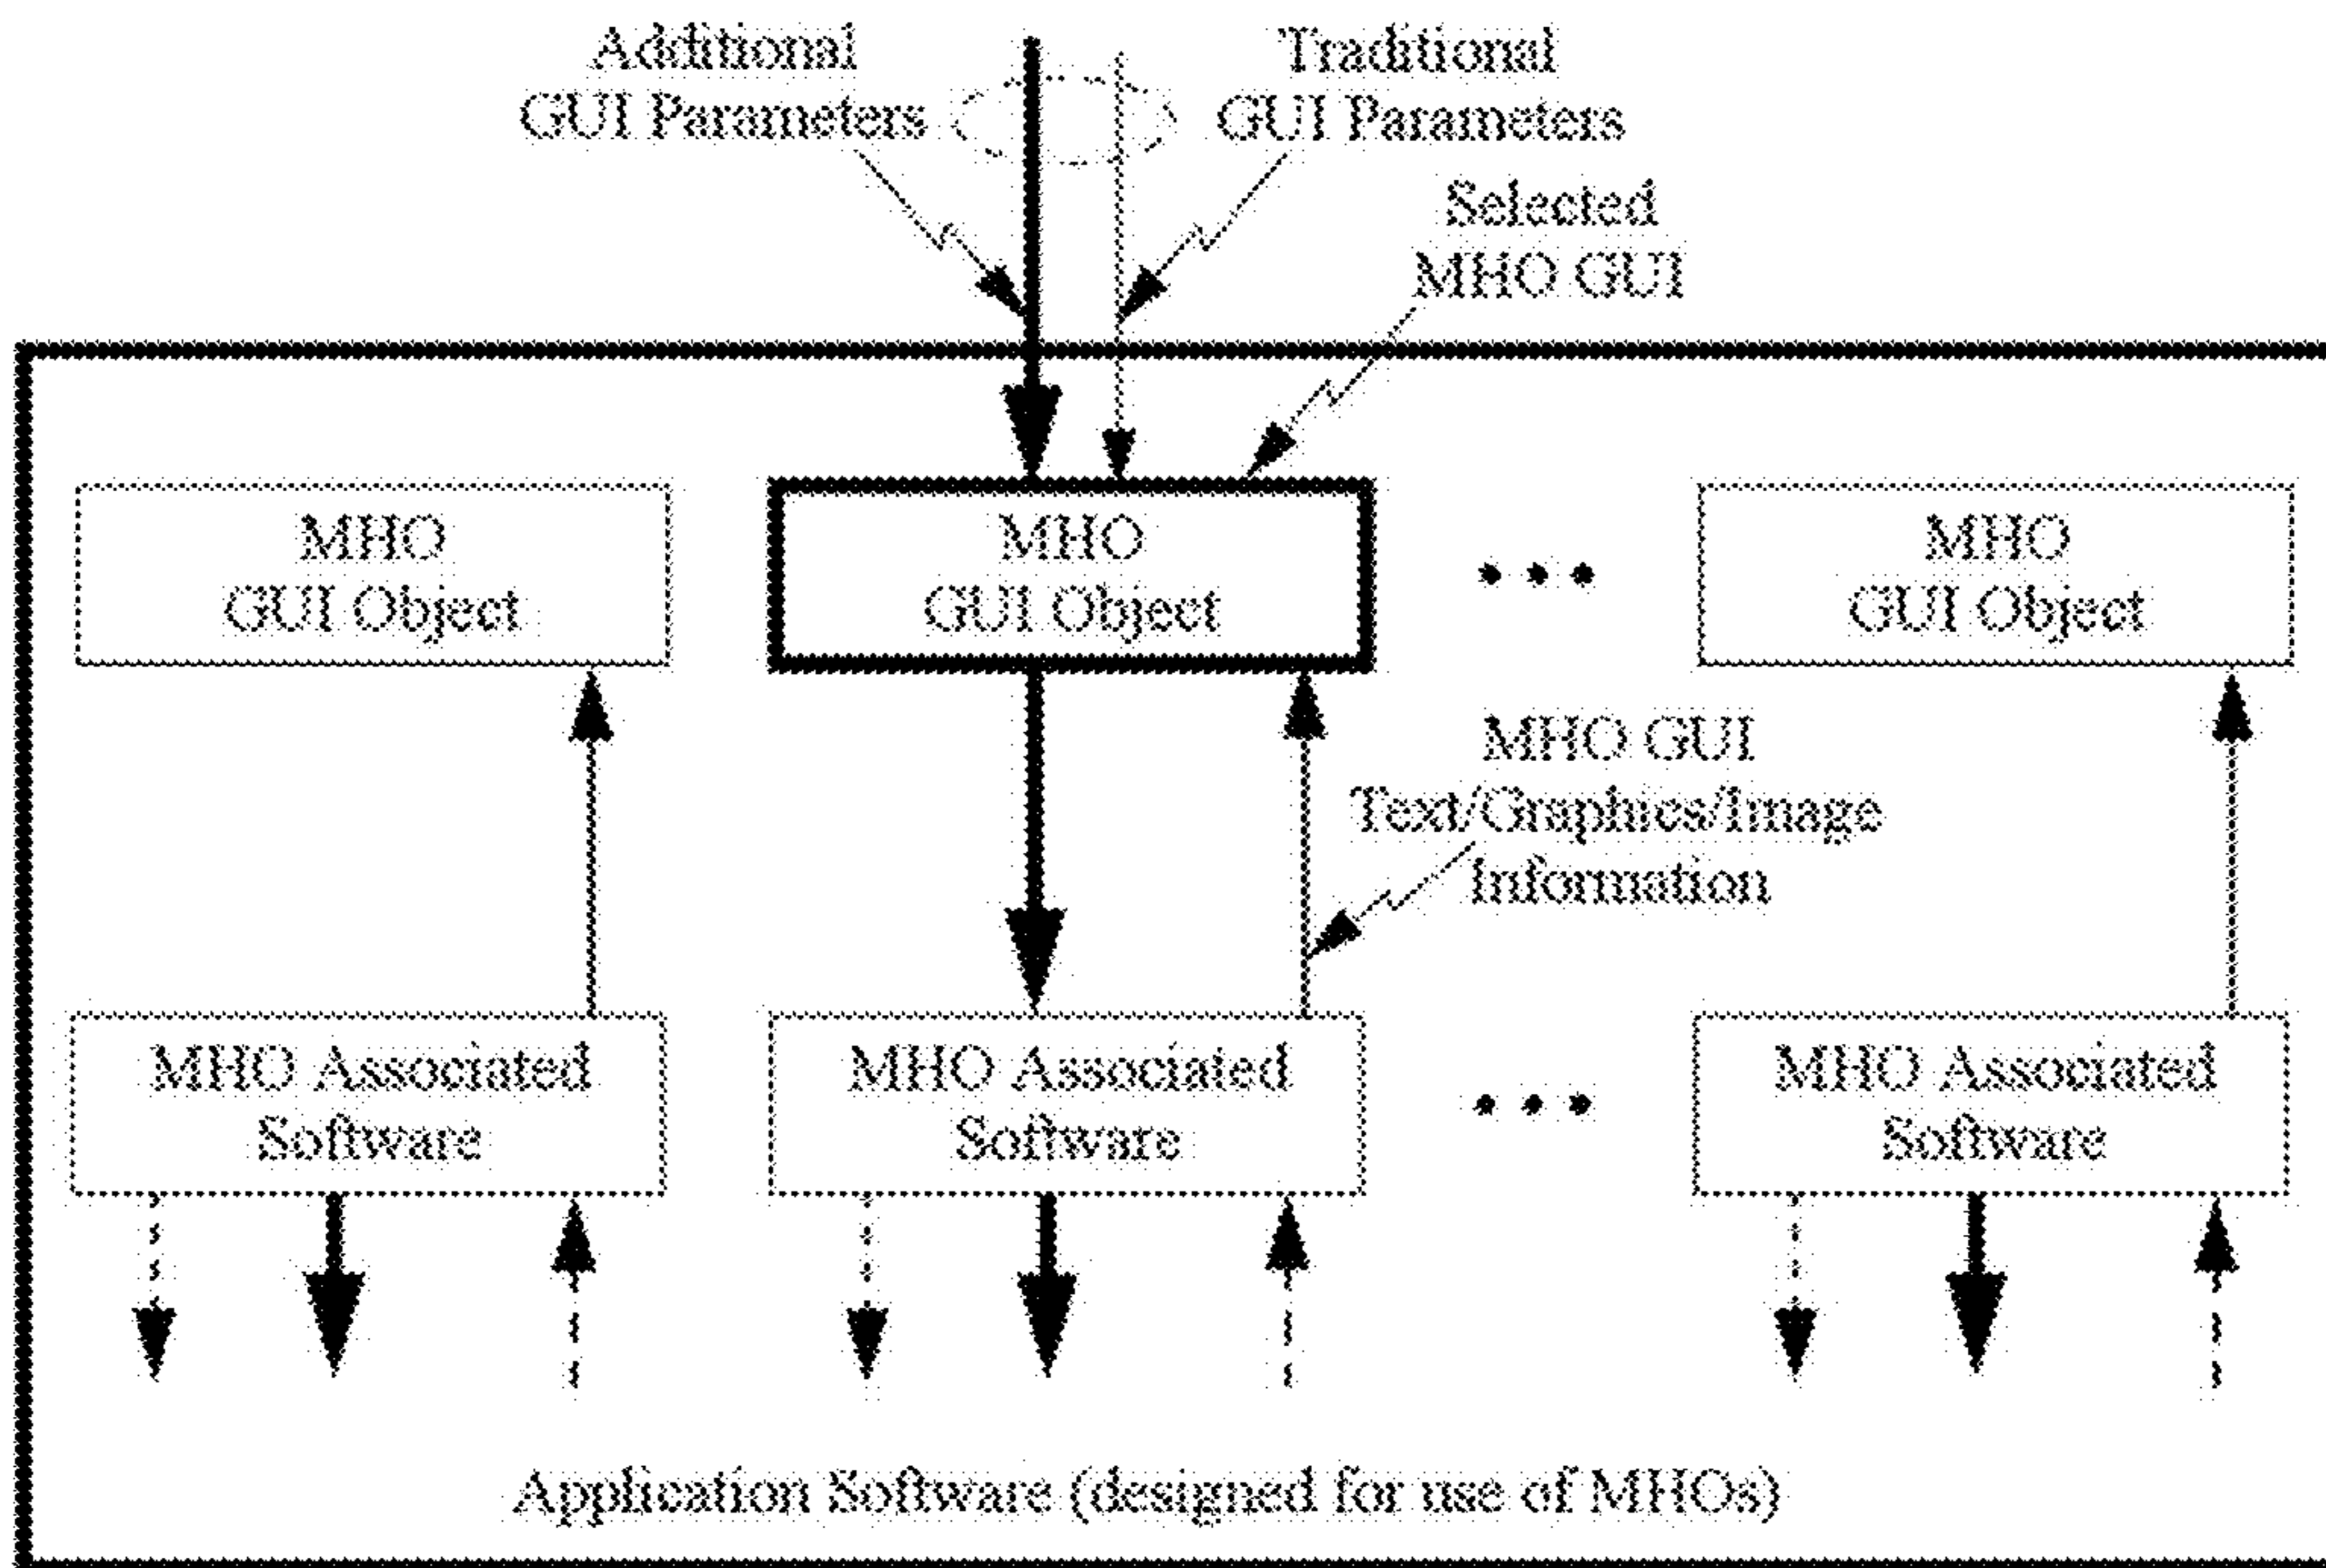 Additional
GUI Parameters
Traditional
GUI Parameters
Selected
MHO GUI
MHO
GUI Object
MHO
GUI Object
MHO
GUI Object
MHO GUI
Text/Graphics/Image
Information
MHO Associated
Software
MHO Associated
Software
MHO Associated
Software
Application Software (designed for use of MHOs)